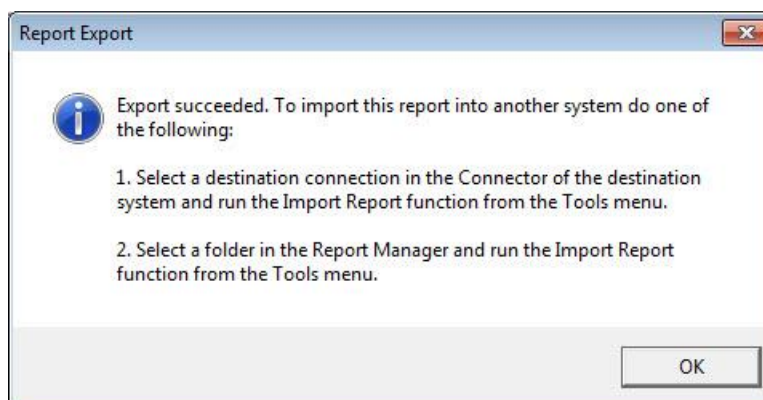 Report Export
Export succeeded. To import this report into another system do one of
the following:
1. Select a destination connection in the Connector of the destination
system and run the Import Report function from the Tools menu.
2. Select a folder in the Report Manager and run the Import Report
function from the Tools menu.
OK